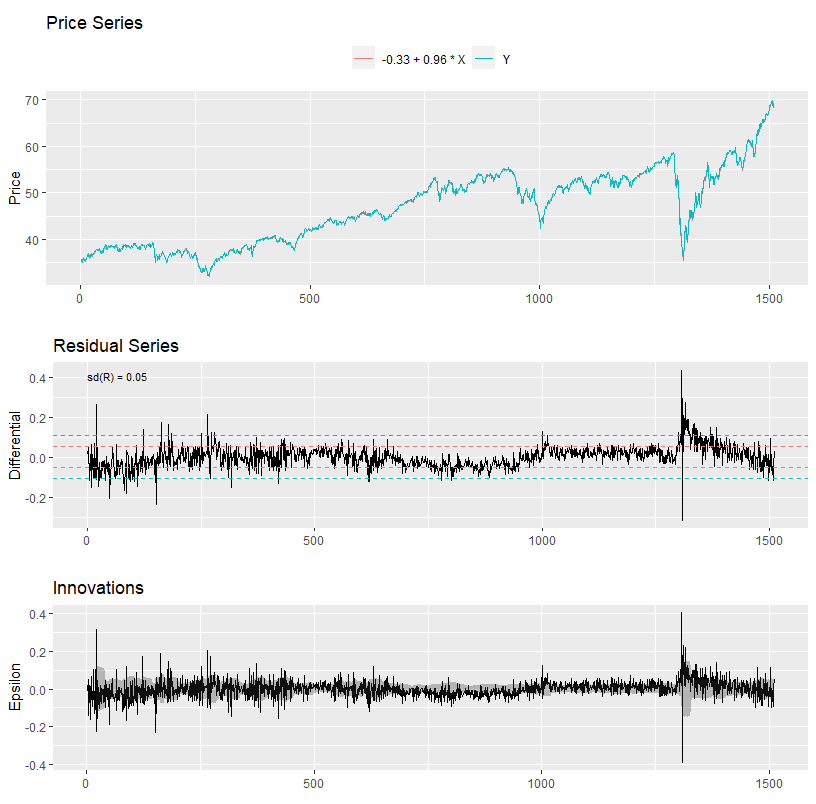 Price Series
-0.33 + 0.96 * X
Y
Price
70
60
50
40
0
500
1000
1500
Residual Series
sd(R) = 0.05
Differential
0.4
0.2
0.0
-0.2
0
500
1000
1500
Innovations
Epsilon
0.4
0.2
0.0
-0.2
-0.4
0
500
1000
1500